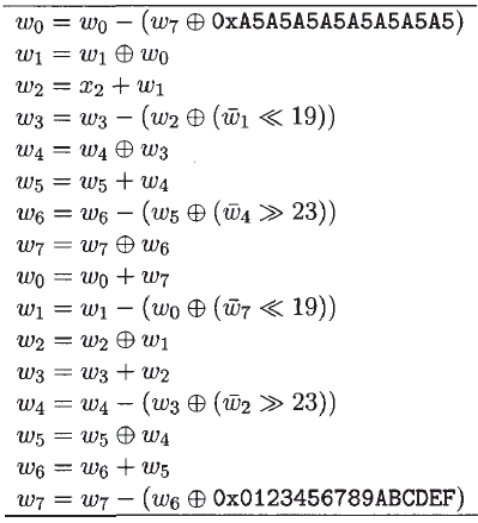 w₀ = w₀ − (w₇ ⊕ 0xA5A5A5A5A5A5A5A5)
w₁ = w₁ ⊕ w₀
w₂ = x₂ + w₁
w₃ = w₃ − (w₂ ⊕ (w̄₁ ≪ 19))
w₄ = w₄ ⊕ w₃
w₅ = w₅ + w₄
w₆ = w₆ − (w₅ ⊕ (w̄₄ ≫ 23))
w₇ = w₇ ⊕ w₆
w₀ = w₀ + w₇
w₁ = w₁ − (w₀ ⊕ (w̄₇ ≪ 19))
w₂ = w₂ ⊕ w₁
w₃ = w₃ + w₂
w₄ = w₄ − (w₃ ⊕ (w̄₂ ≫ 23))
w₅ = w₅ ⊕ w₄
w₆ = w₆ + w₅
w₇ = w₇ − (w₆ ⊕ 0x0123456789ABCDEF)